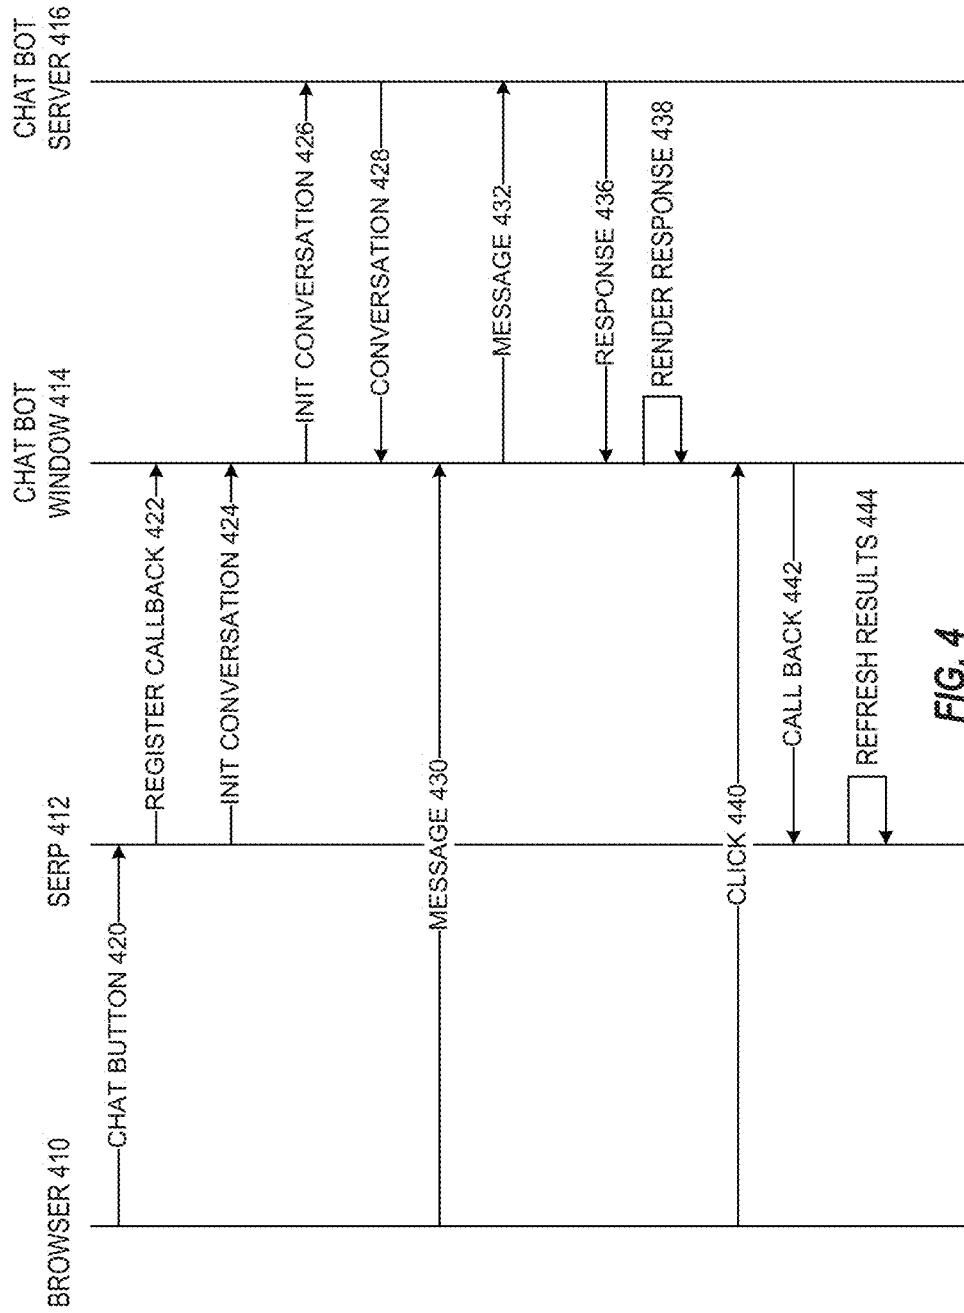 BROWSER 410
SERP 412
CHAT BOT
WINDOW 414
CHAT BOT
SERVER 416
CHAT BUTTON 420
REGISTER CALLBACK 422
INIT CONVERSATION 424
INIT CONVERSATION 426
CONVERSATION 428
MESSAGE 430
MESSAGE 432
RESPONSE 436
RENDER RESPONSE 438
CLICK 440
CALL BACK 442
REFRESH RESULTS 444
FIG. 4